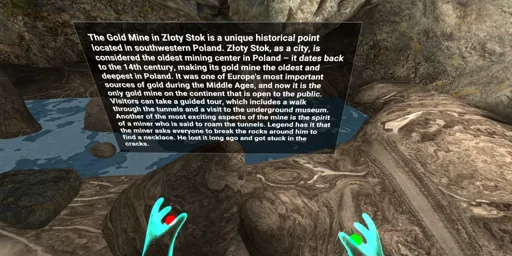 The Gold Mine in Złoty Stok is a unique historical point
located in southwestern Poland. Złoty Stok, as a city, is
considered the oldest mining center in Poland – it dates back
to the 14th century, making its gold mine the oldest and
deepest in Poland. It was one of Europe's most important
sources of gold during the Middle Ages, and now it is the
only gold mine on the continent that is open to the public.
Visitors can take a guided tour, which includes a walk
through the tunnels and a visit to the underground museum.
Another of the most exciting aspects of the mine is the spirit
of a miner who is said to roam the tunnels. Legend has it that
the miner asks everyone to break the rocks around him to
find a necklace. He lost it long ago and got stuck in the
cracks.